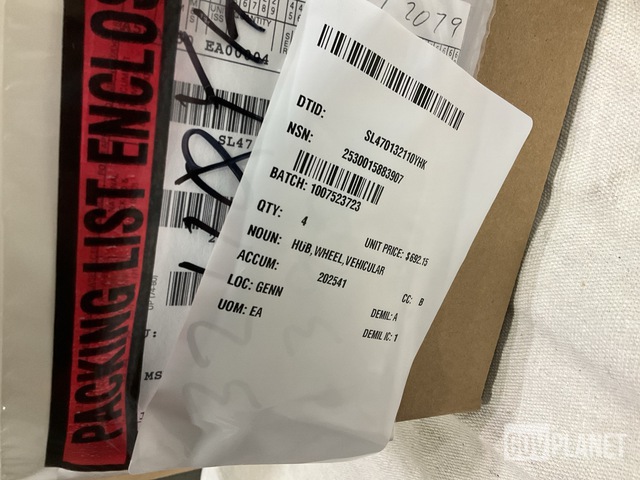 2079
EA00004
SL47
PACKING LIST ENCLOS
DTID: SL470132110YHK
NSN: 2530015883907
BATCH: 1007523723
QTY: 4 UNIT PRICE: $692.15
NOUN: HUB, WHEEL, VEHICULAR
ACCUM: 202541
LOC: GENN CC: B
UOM: EA DEMIL: A
DEMIL IC: 1
MS
GOVPLANET